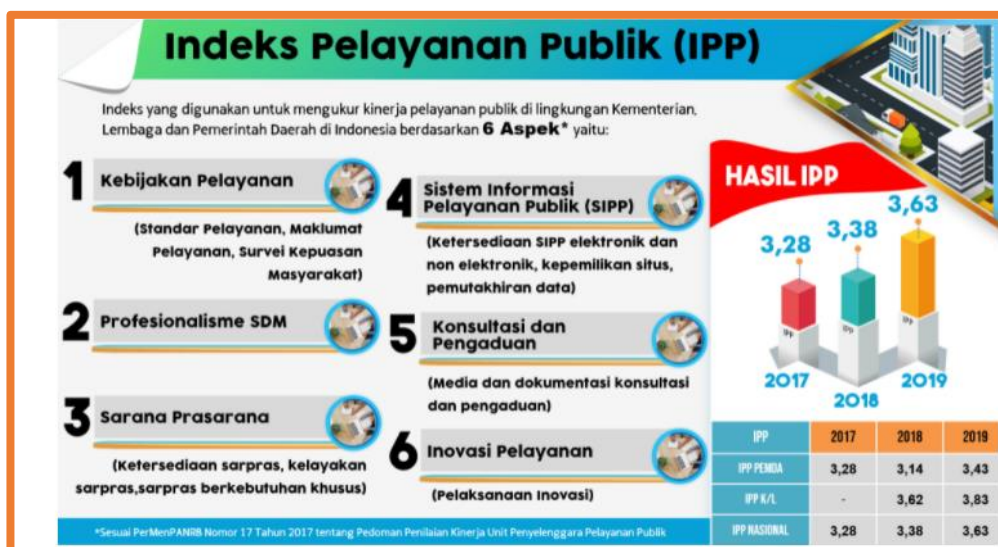 Indeks Pelayanan Publik (IPP)
Indeks yang digunakan untuk mengukur kinerja pelayanan publik di lingkungan Kementerian,
Lembaga dan Pemerintah Daerah di Indonesia berdasarkan 6 Aspek* yaitu:
1 Kebijakan Pelayanan
(Standar Pelayanan, Maklumat
Pelayanan, Survei Kepuasan
Masyarakat)
2 Profesionalisme SDM
3 Sarana Prasarana
(Ketersediaan sarpras, kelayakan
sarpras,sarpras berkebutuhan khusus)
4 Sistem Informasi
Pelayanan Publik (SIPP)
(Ketersediaan SIPP elektronik dan
non elektronik, kepemilikan situs,
pemutakhiran data)
5 Konsultasi dan
Pengaduan
(Media dan dokumentasi konsultasi
dan pengaduan)
6 Inovasi Pelayanan
(Pelaksanaan Inovasi)
*Sesuai PerMenPANRB Nomor 17 Tahun 2017 tentang Pedoman Penilaian Kinerja Unit Penyelenggara Pelayanan Publik
HASIL IPP
3,28 3,38 3,63
IPP IPP IPP
2017 2018 2019
IPP 2017 2018 2019
IPP PEMDA 3,28 3,14 3,43
IPP K/L - 3,62 3,83
IPP NASIONAL 3,28 3,38 3,63